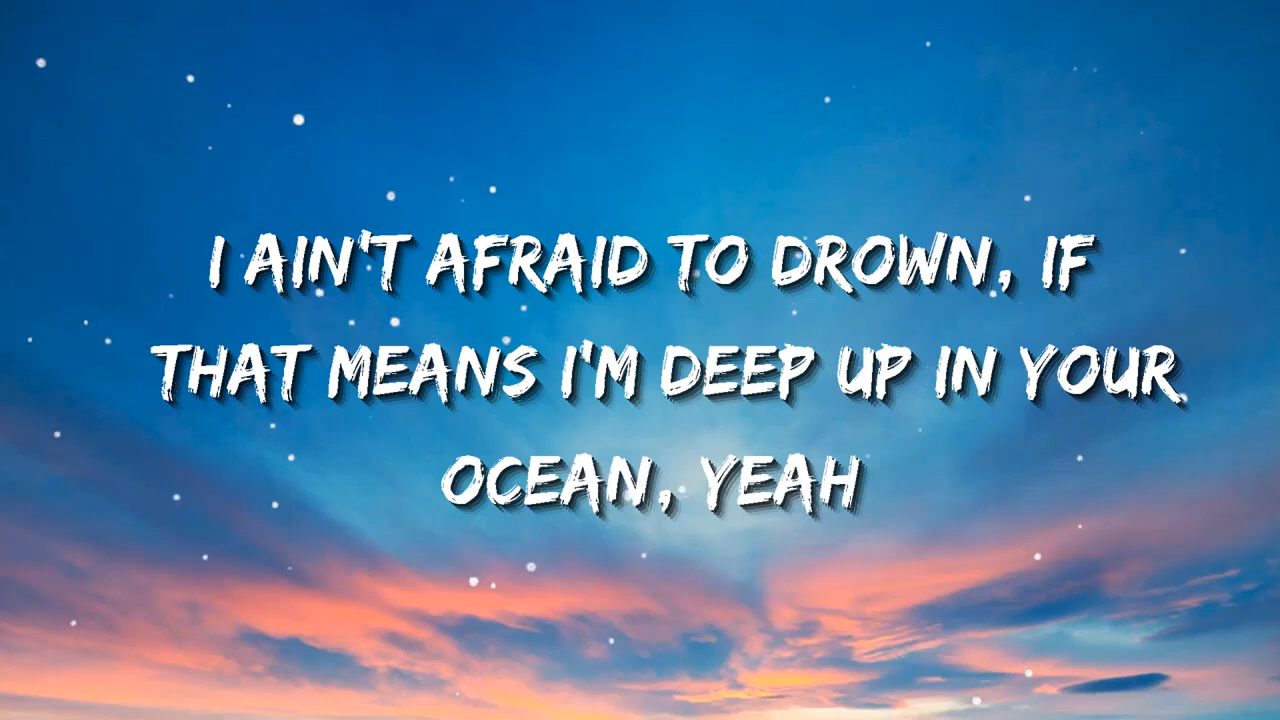 I AIN'T AFRAID TO DROWN, IF
THAT MEANS I'M DEEP UP IN YOUR
OCEAN, YEAH